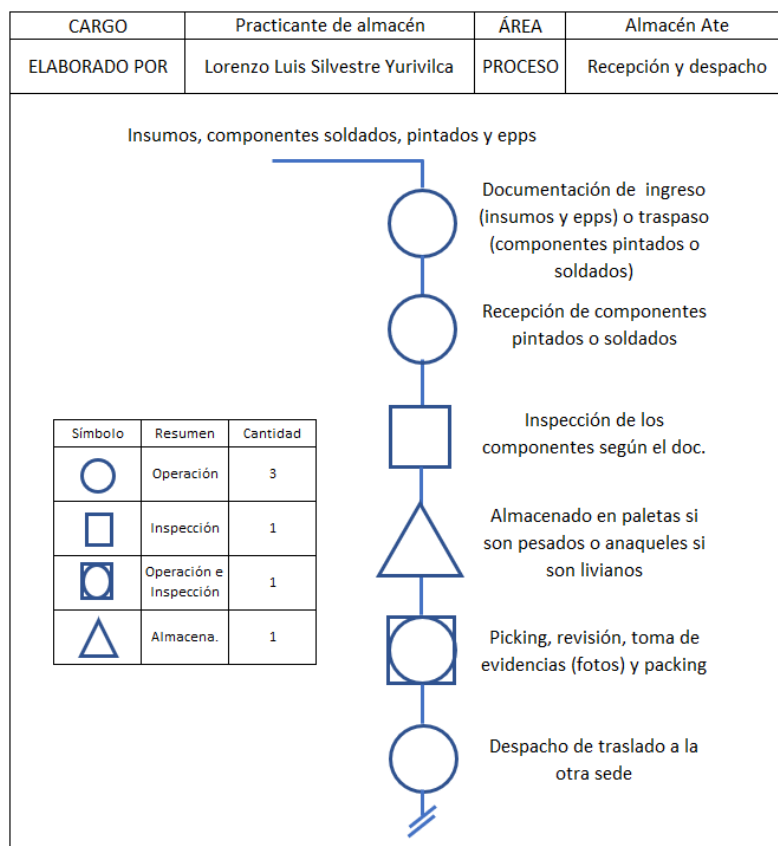 CARGO
Practicante de almacén
ÁREA
Almacén Ate
ELABORADO POR
Lorenzo Luis Silvestre Yurivilca
PROCESO
Recepción y despacho
Insumos, componentes soldados, pintados y epps
Documentación de ingreso
(insumos y epps) o traspaso
(componentes pintados o
soldados)
Recepción de componentes
pintados o soldados
Inspección de los
componentes según el doc.
Almacenado en paletas si
son pesados o anaqueles si
son livianos
Picking, revisión, toma de
evidencias (fotos) y packing
Despacho de traslado a la
otra sede
Símbolo
Resumen
Cantidad
Operación
3
Inspección
1
Operación e
Inspección
1
Almacena.
1